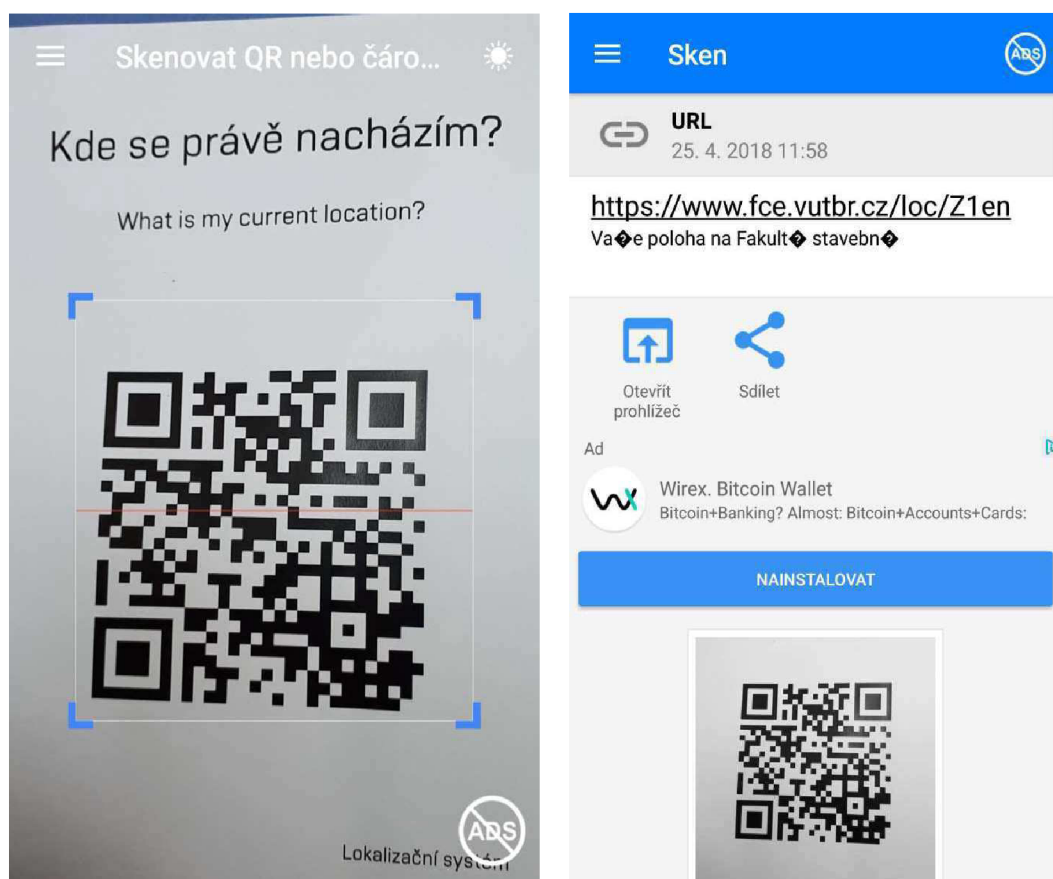 Skenovat QR nebo čáro...
Kde se právě nacházím?
What is my current location?
ADS
Lokalizační systém
Sken
ADS
URL
25. 4. 2018 11:58
https://www.fce.vutbr.cz/loc/Z1en
Va�e poloha na Fakult� stavebn�
Otevřít
prohlížeč
Sdílet
Ad
Wirex. Bitcoin Wallet
Bitcoin+Banking? Almost: Bitcoin+Accounts+Cards:
NAINSTALOVAT